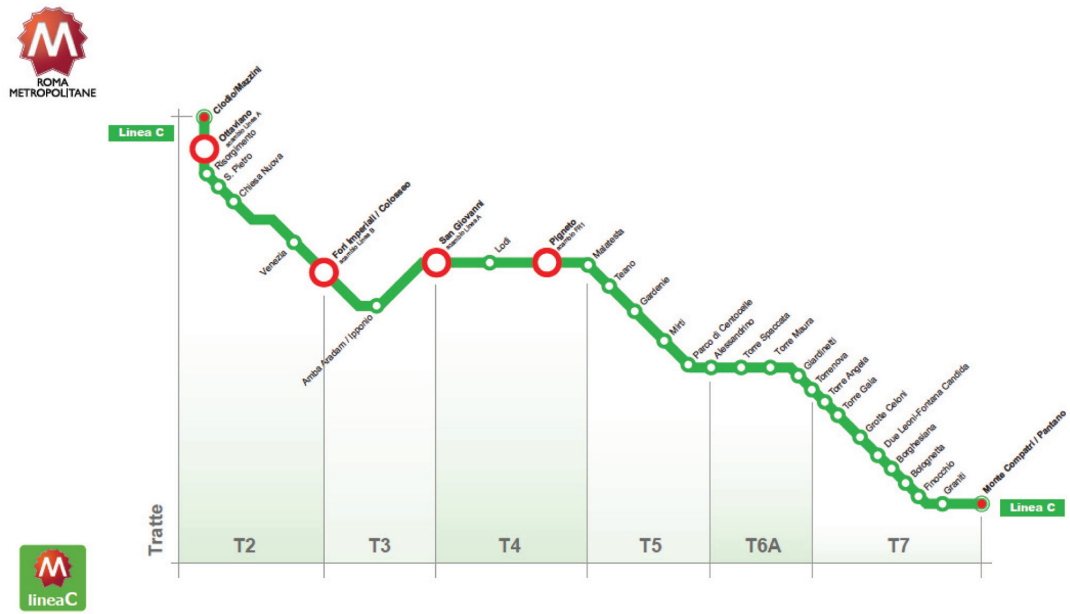 ROMA
METROPOLITANE
Linea C
Clodio/Mazzini
Ottaviano
scambio Linea A
Risorgimento
S. Pietro
Chiesa Nuova
Venezia
Fori Imperiali / Colosseo
scambio Linea B
Amba Aradam / Ipponio
San Giovanni
scambio Linea A
Lodi
Pigneto
scambio FR1
Malatesta
Teano
Gardenie
Mirti
Parco di Centocelle
Alessandrino
Torre Spaccata
Torre Maura
Giardinetti
Torrenova
Torre Angela
Torre Gaia
Grotte Celoni
Due Leoni-Fontana Candida
Borghesiana
Bolognetta
Finocchio
Graniti
Monte Compatri / Pantano
Linea C
Tratte
T2
T3
T4
T5
T6A
T7
M
lineaC